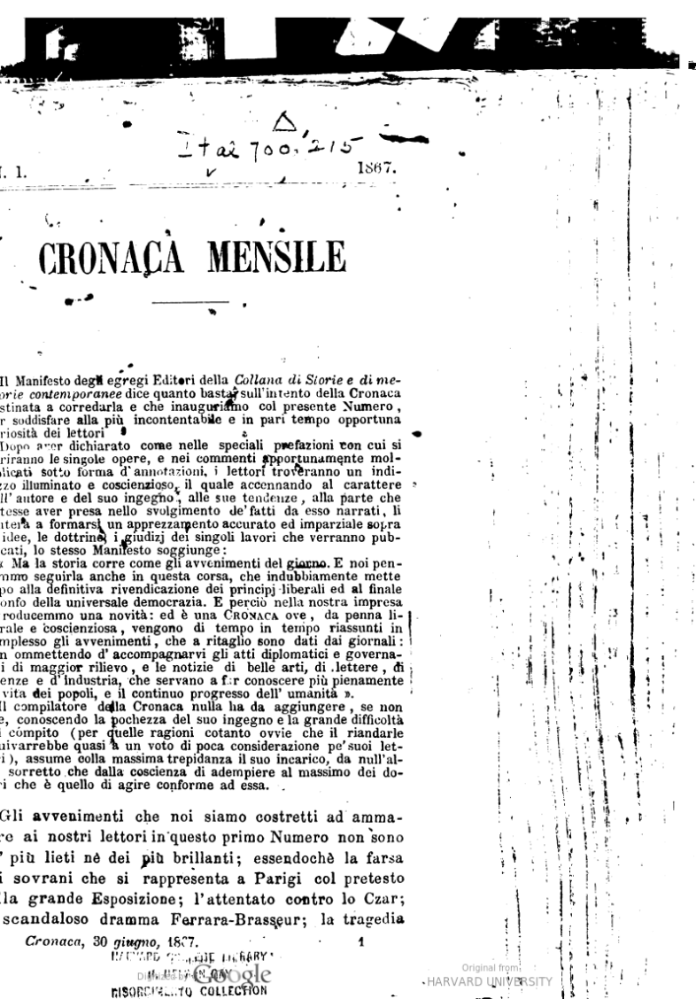 Ital 700.215
1. 1867.
CRONACA MENSILE
Il Manifesto degli egregi Editori della Collana di Storie e di me-
orie contemporanee dice quanto basta sull'intento della Cronaca
stinata a corredarla e che inauguriamo col presente Numero,
r soddisfare alla più incontentabile e in pari tempo opportuna
riosità dei lettori
Dopo aver dichiarato come nelle speciali prefazioni con cui si
riranno le singole opere, e nei commenti apportunamente mol-
licati sotto forma d'annotazioni, i lettori troveranno un indi-
zzo illuminato e coscienzioso, il quale accennando al carattere
ll'autore e del suo ingegno, alle sue tendenze, alla parte che
tesse aver presa nello svolgimento de' fatti da esso narrati, li
terà a formarsi un apprezzamento accurato ed imparziale sopra
idee, le dottrine, i giudizj dei singoli lavori che verranno pub-
cati, lo stesso Manifesto soggiunge:
« Ma la storia corre come gli avvenimenti del giorno. E noi pen-
mmo seguirla anche in questa corsa, che indubbiamente mette
po alla definitiva rivendicazione dei principj liberali ed al finale
onfo della universale democrazia. E perciò nella nostra impresa
roducemmo una novità: ed è una CRONACA ove, da penna li-
rale e coscienziosa, vengono di tempo in tempo riassunti in
mplesso gli avvenimenti, che a ritaglio sono dati dai giornali:
n ommettendo d'accompagnarvi gli atti diplomatici e governa-
i di maggior rilievo, e le notizie di belle arti, di lettere, di
enze e d'industria, che servano a far conoscere più pienamente
vita dei popoli, e il continuo progresso dell'umanità ».
Il compilatore della Cronaca nulla ha da aggiungere, se non
e, conoscendo la pochezza del suo ingegno e la grande difficoltà
l cómpito (per quelle ragioni cotanto ovvie che il riandarle
uivarrebbe quasi a un voto di poca considerazione pe' suoi let-
i), assume colla massima trepidanza il suo incarico, da null'al-
sorretto che dalla coscienza di adempiere al massimo dei do-
ri che è quello di agire conforme ad essa.
Gli avvenimenti che noi siamo costretti ad amma-
re ai nostri lettori in questo primo Numero non sono
' più lieti nè dei più brillanti; essendochè la farsa
i sovrani che si rappresenta a Parigi col pretesto
lla grande Esposizione; l'attentato contro lo Czar;
scandaloso dramma Ferrara-Brasseur; la tragedia
Cronaca, 30 giugno, 1867. 1
Digitized by Google
RISORGIMENTO COLLECTION
Original from
HARVARD UNIVERSITY